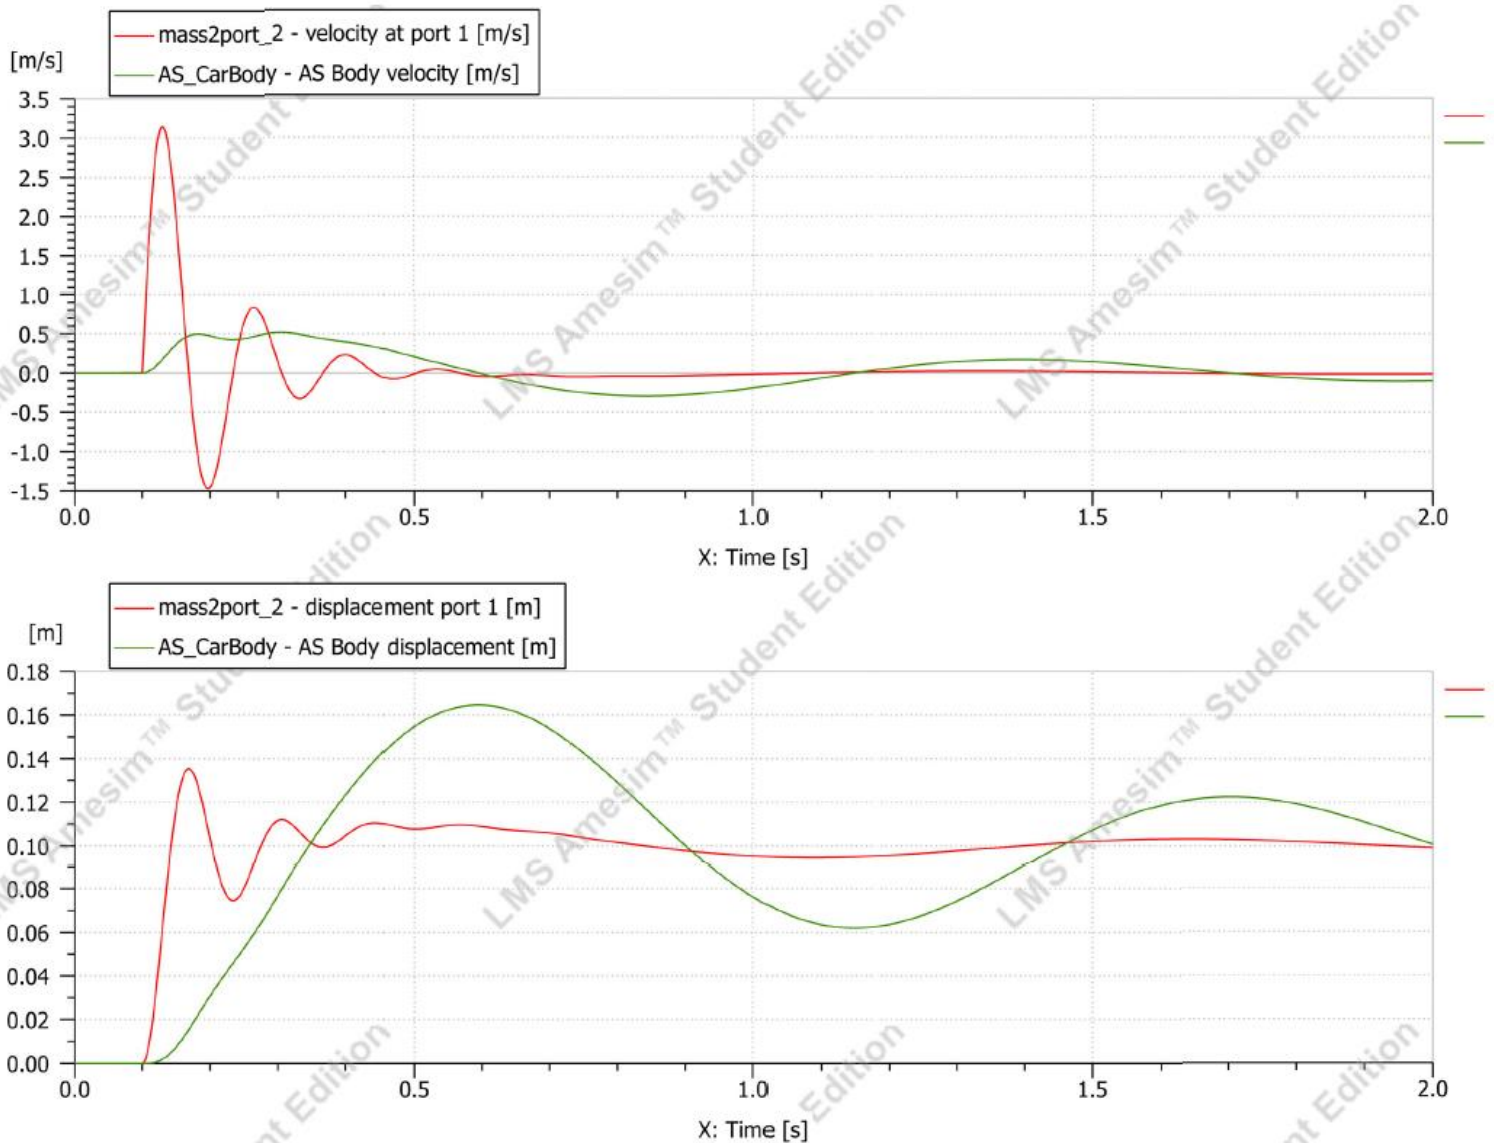 mass2port_2 - velocity at port 1 [m/s]
AS_CarBody - AS Body velocity [m/s]
[m/s]
3.5
3.0
2.5
2.0
1.5
1.0
0.5
0.0
-0.5
-1.0
-1.5
0.0 0.5 1.0 1.5 2.0
X: Time [s]
mass2port_2 - displacement port 1 [m]
AS_CarBody - AS Body displacement [m]
[m]
0.18
0.16
0.14
0.12
0.10
0.08
0.06
0.04
0.02
0.00
0.0 0.5 1.0 1.5 2.0
X: Time [s]
LMS Amesim™ Student Edition
LMS Amesim™ Student Edition
LMS Amesim™ Student Edition
LMS Amesim™ Student Edition